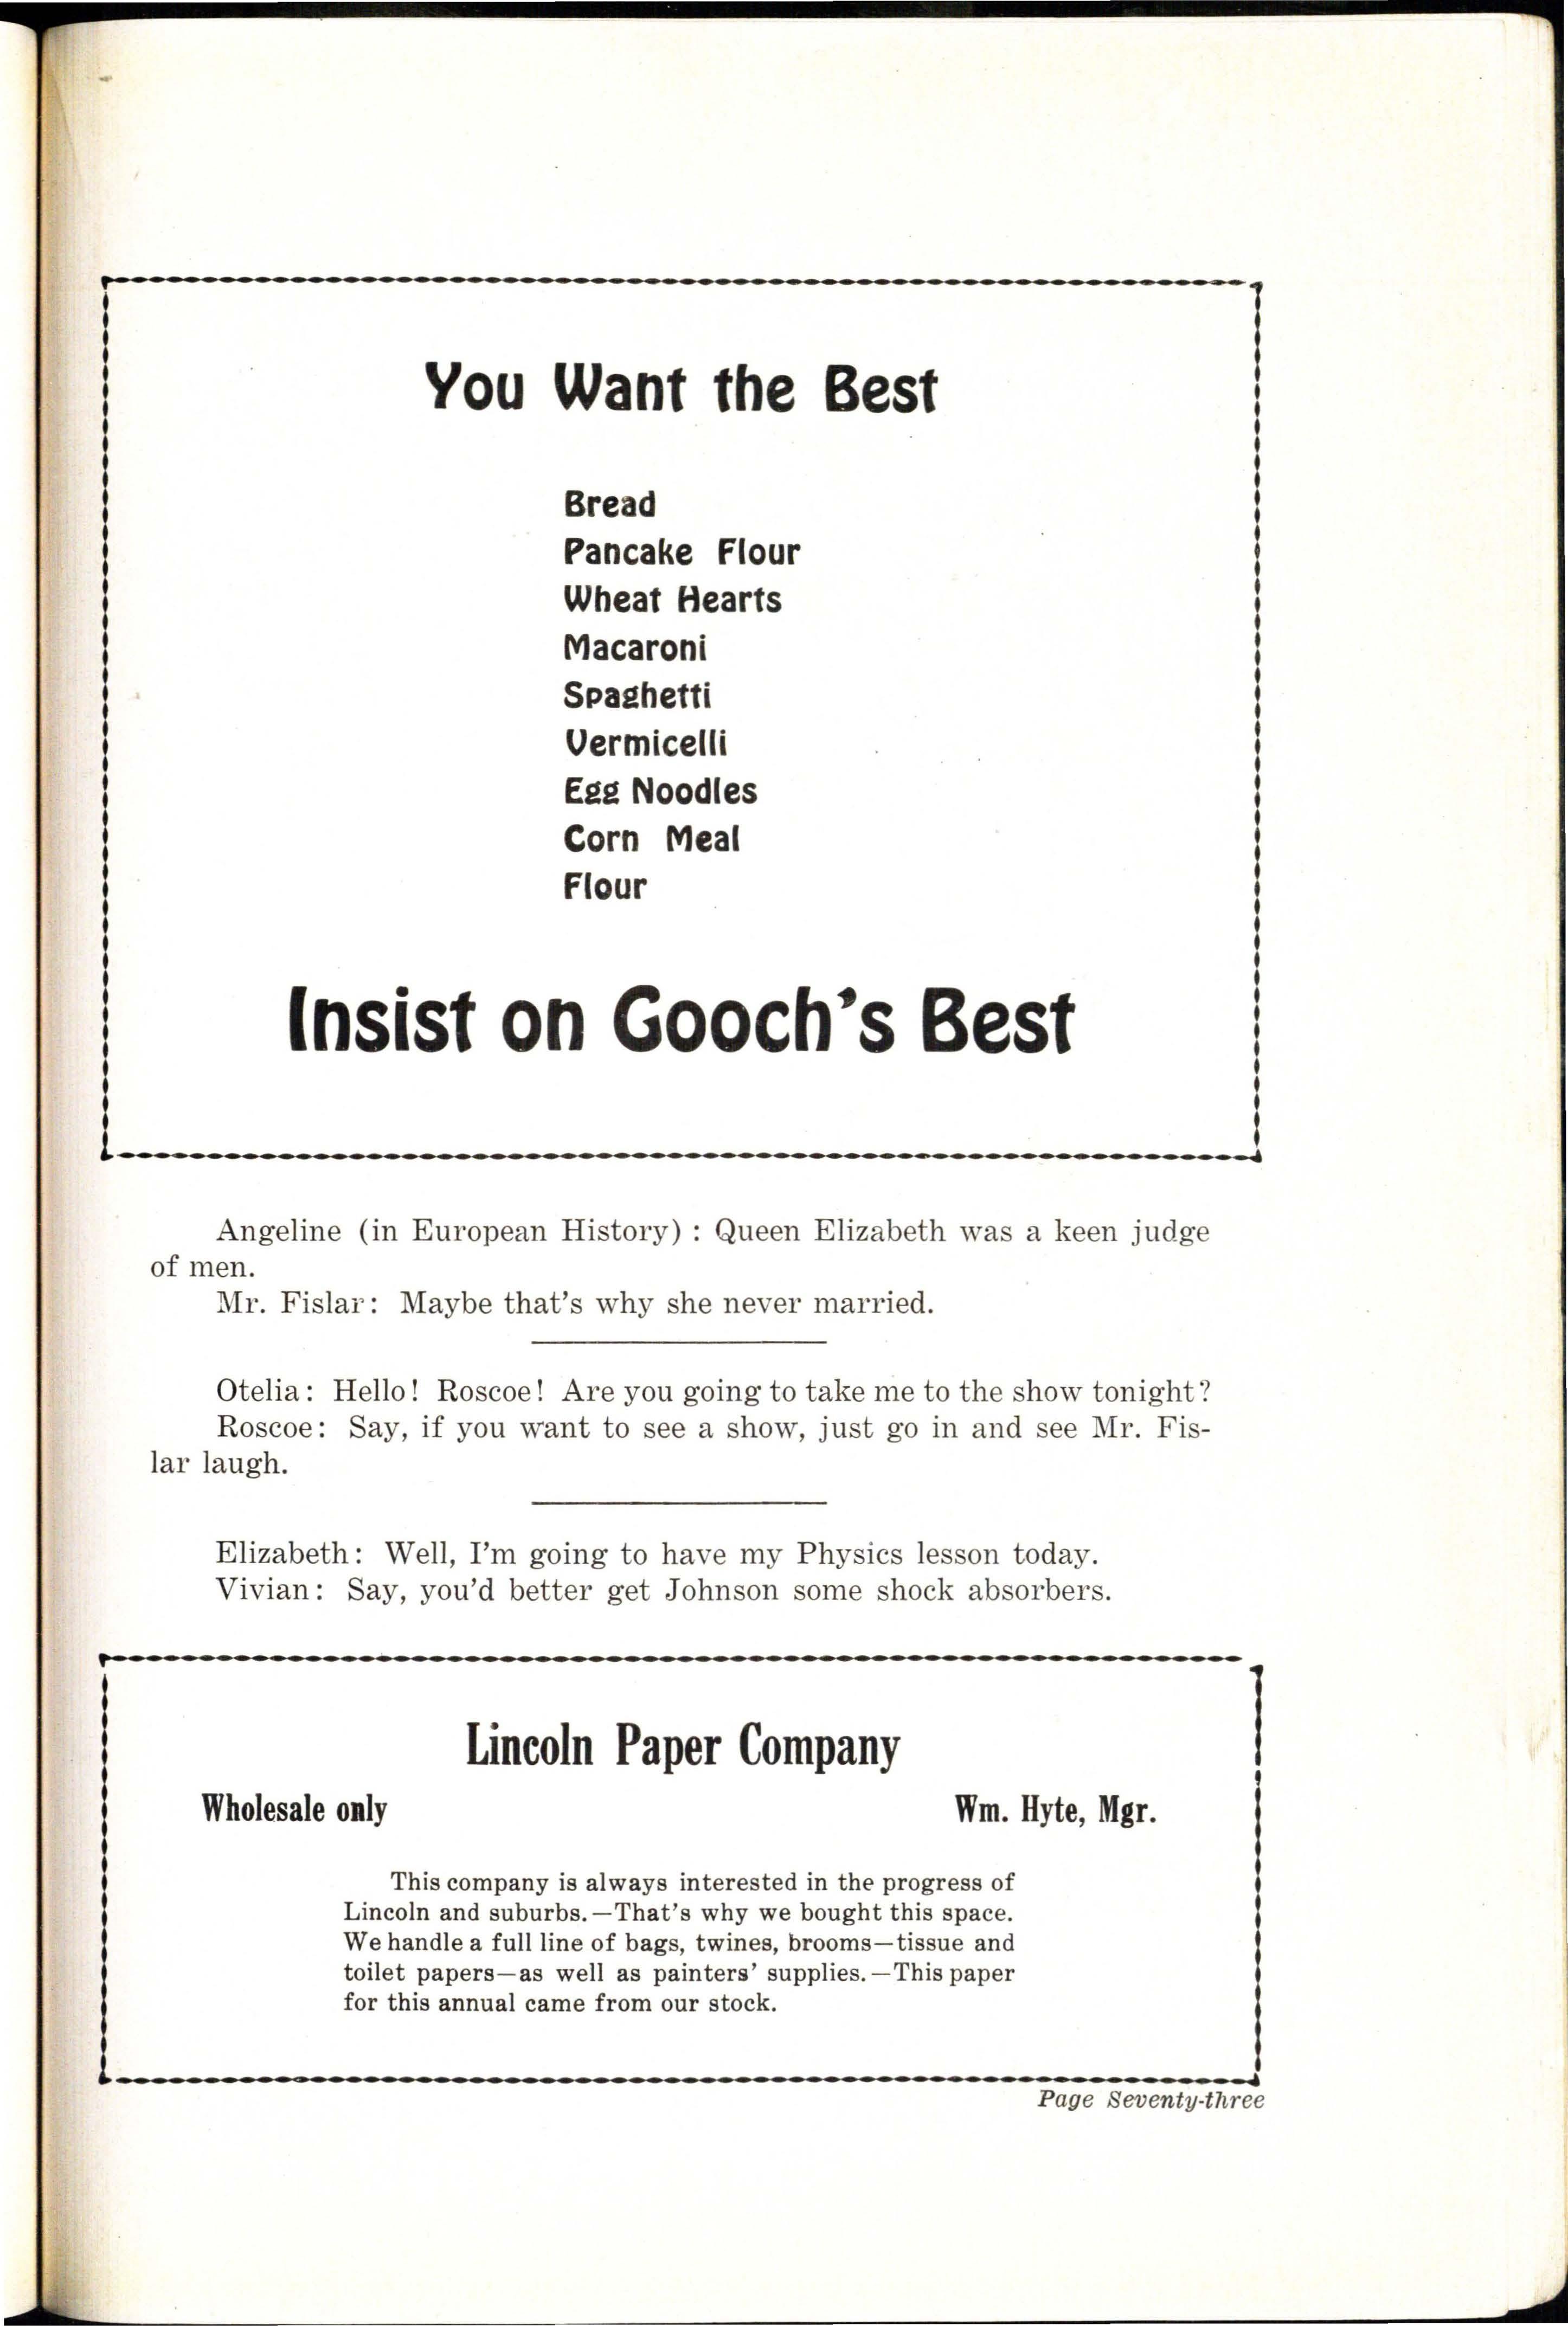 You Want the Best
Bread
Pancake Flour
Wheat Hearts
Macaroni
Spaghetti
Vermicelli
Egg Noodles
Corn Meal
Flour
Insist on Gooch's Best
Angeline (in European History) : Queen Elizabeth was a keen judge
of men.
Mr. Fislar: Maybe that's why she never married.
Otelia: Hello! Roscoe! Are you going to take me to the show tonight?
Roscoe: Say, if you want to see a show, just go in and see Mr. Fis-
lar laugh.
Elizabeth: Well, I'm going to have my Physics lesson today.
Vivian: Say, you'd better get Johnson some shock absorbers.
Lincoln Paper Company
Wholesale only Wm. Hyte, Mgr.
This company is always interested in the progress of
Lincoln and suburbs.—That's why we bought this space.
We handle a full line of bags, twines, brooms—tissue and
toilet papers—as well as painters' supplies.—This paper
for this annual came from our stock.
Page Seventy-three